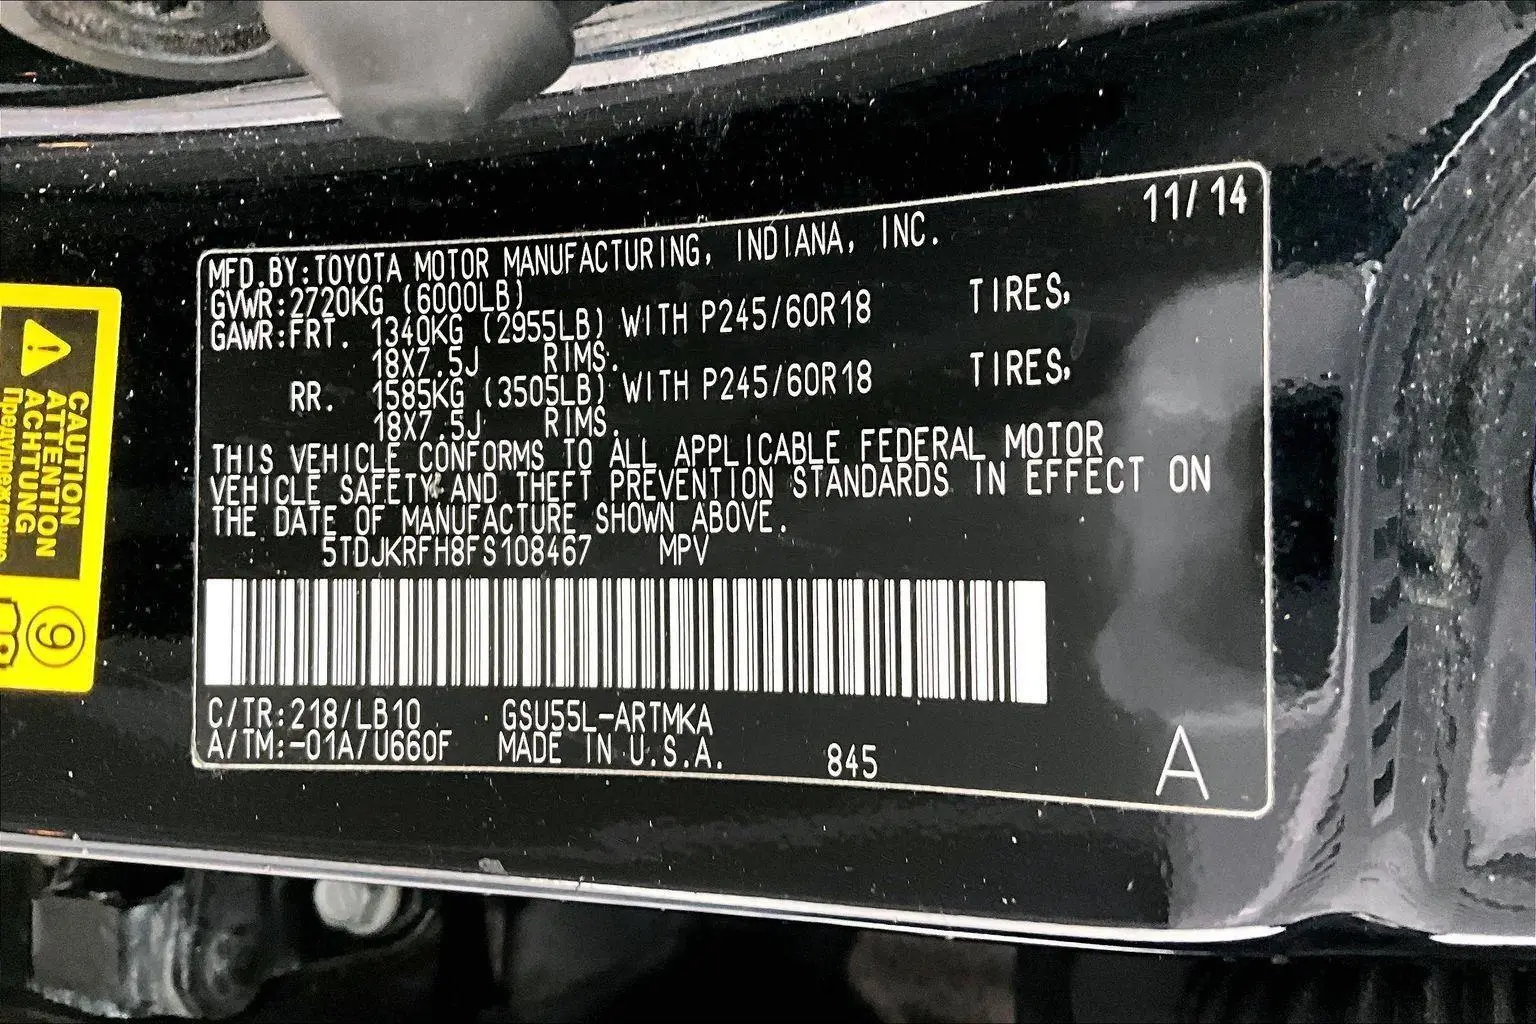 11/14
MFD.BY:TOYOTA MOTOR MANUFACTURING, INDIANA, INC.
GVWR:2720KG (6000LB)
GAWR:FRT. 1340KG (2955LB) WITH P245/60R18 TIRES,
18X7.5J RIMS.
RR. 1585KG (3505LB) WITH P245/60R18 TIRES,
18X7.5J RIMS.
THIS VEHICLE CONFORMS TO ALL APPLICABLE FEDERAL MOTOR
VEHICLE SAFETY AND THEFT PREVENTION STANDARDS IN EFFECT ON
THE DATE OF MANUFACTURE SHOWN ABOVE.
5TDJKRFH8FS108467 MPV
C/TR:218/LB10 GSU55L-ARTMKA
A/TM:-01A/U660F MADE IN U.S.A. 845 A
CAUTION
ATTENTION
ACHTUNG
9